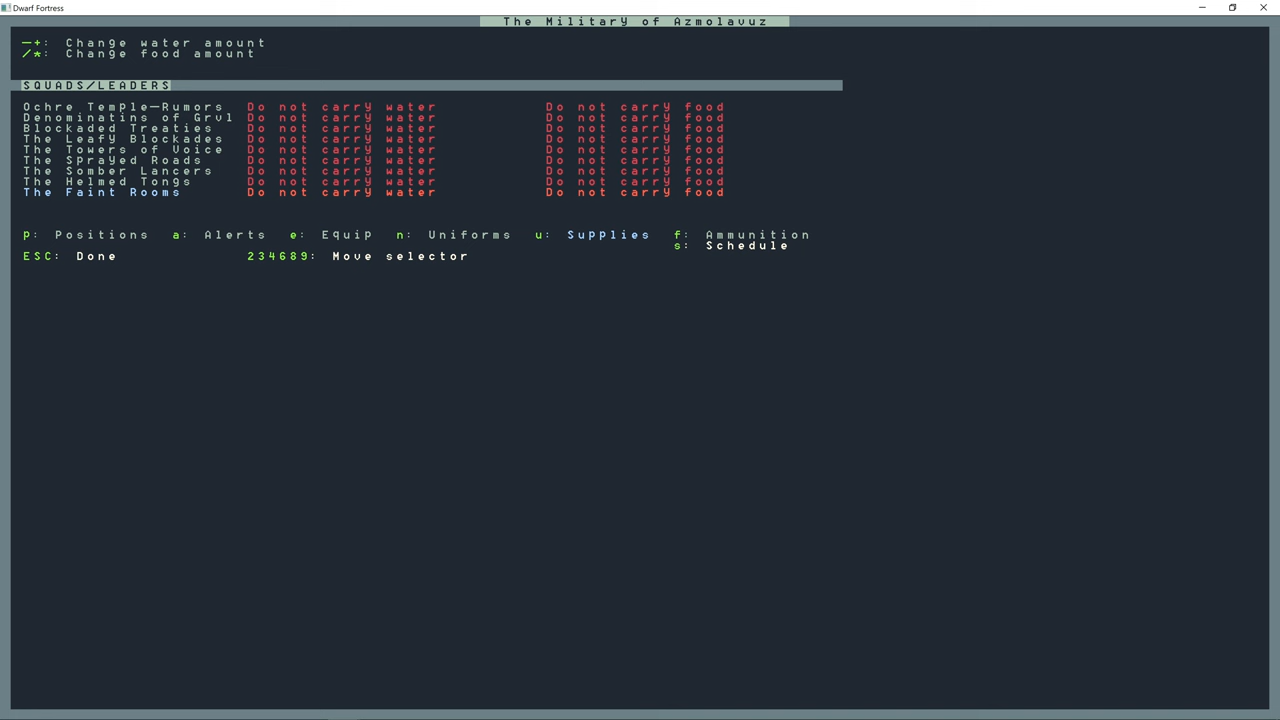 Dwarf Fortress
The Military of Azmolavuz
-+: Change water amount
/*: Change food amount
SQUADS/LEADERS
Ochre Temple-Rumors Do not carry water Do not carry food
Denominatins of Grvl Do not carry water Do not carry food
Blockaded Treaties Do not carry water Do not carry food
The Leafy Blockades Do not carry water Do not carry food
The Towers of Voice Do not carry water Do not carry food
The Sprayed Roads Do not carry water Do not carry food
The Somber Lancers Do not carry water Do not carry food
The Helmed Tongs Do not carry water Do not carry food
The Faint Rooms Do not carry water Do not carry food
p: Positions a: Alerts e: Equip n: Uniforms u: Supplies f: Ammunition
s: Schedule
ESC: Done 234689: Move selector